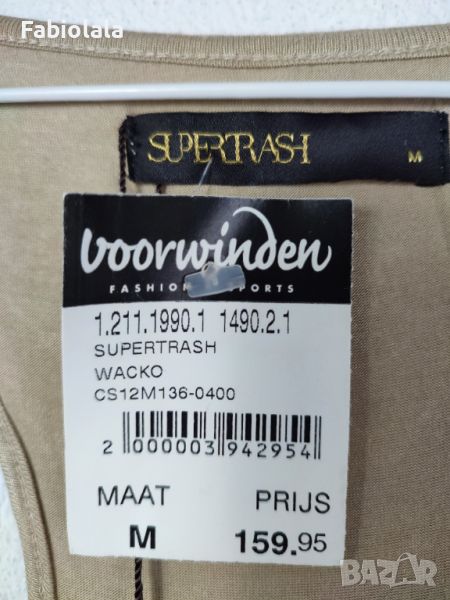 Fabiolala
SUPERTRASH
M
Voorwinden
FASHION SPORTS
1.211.1990.1 1490.2.1
SUPERTRASH
WACKO
CS12M136-0400
2 000003 942954
MAAT PRIJS
M 159.95
BAZAR